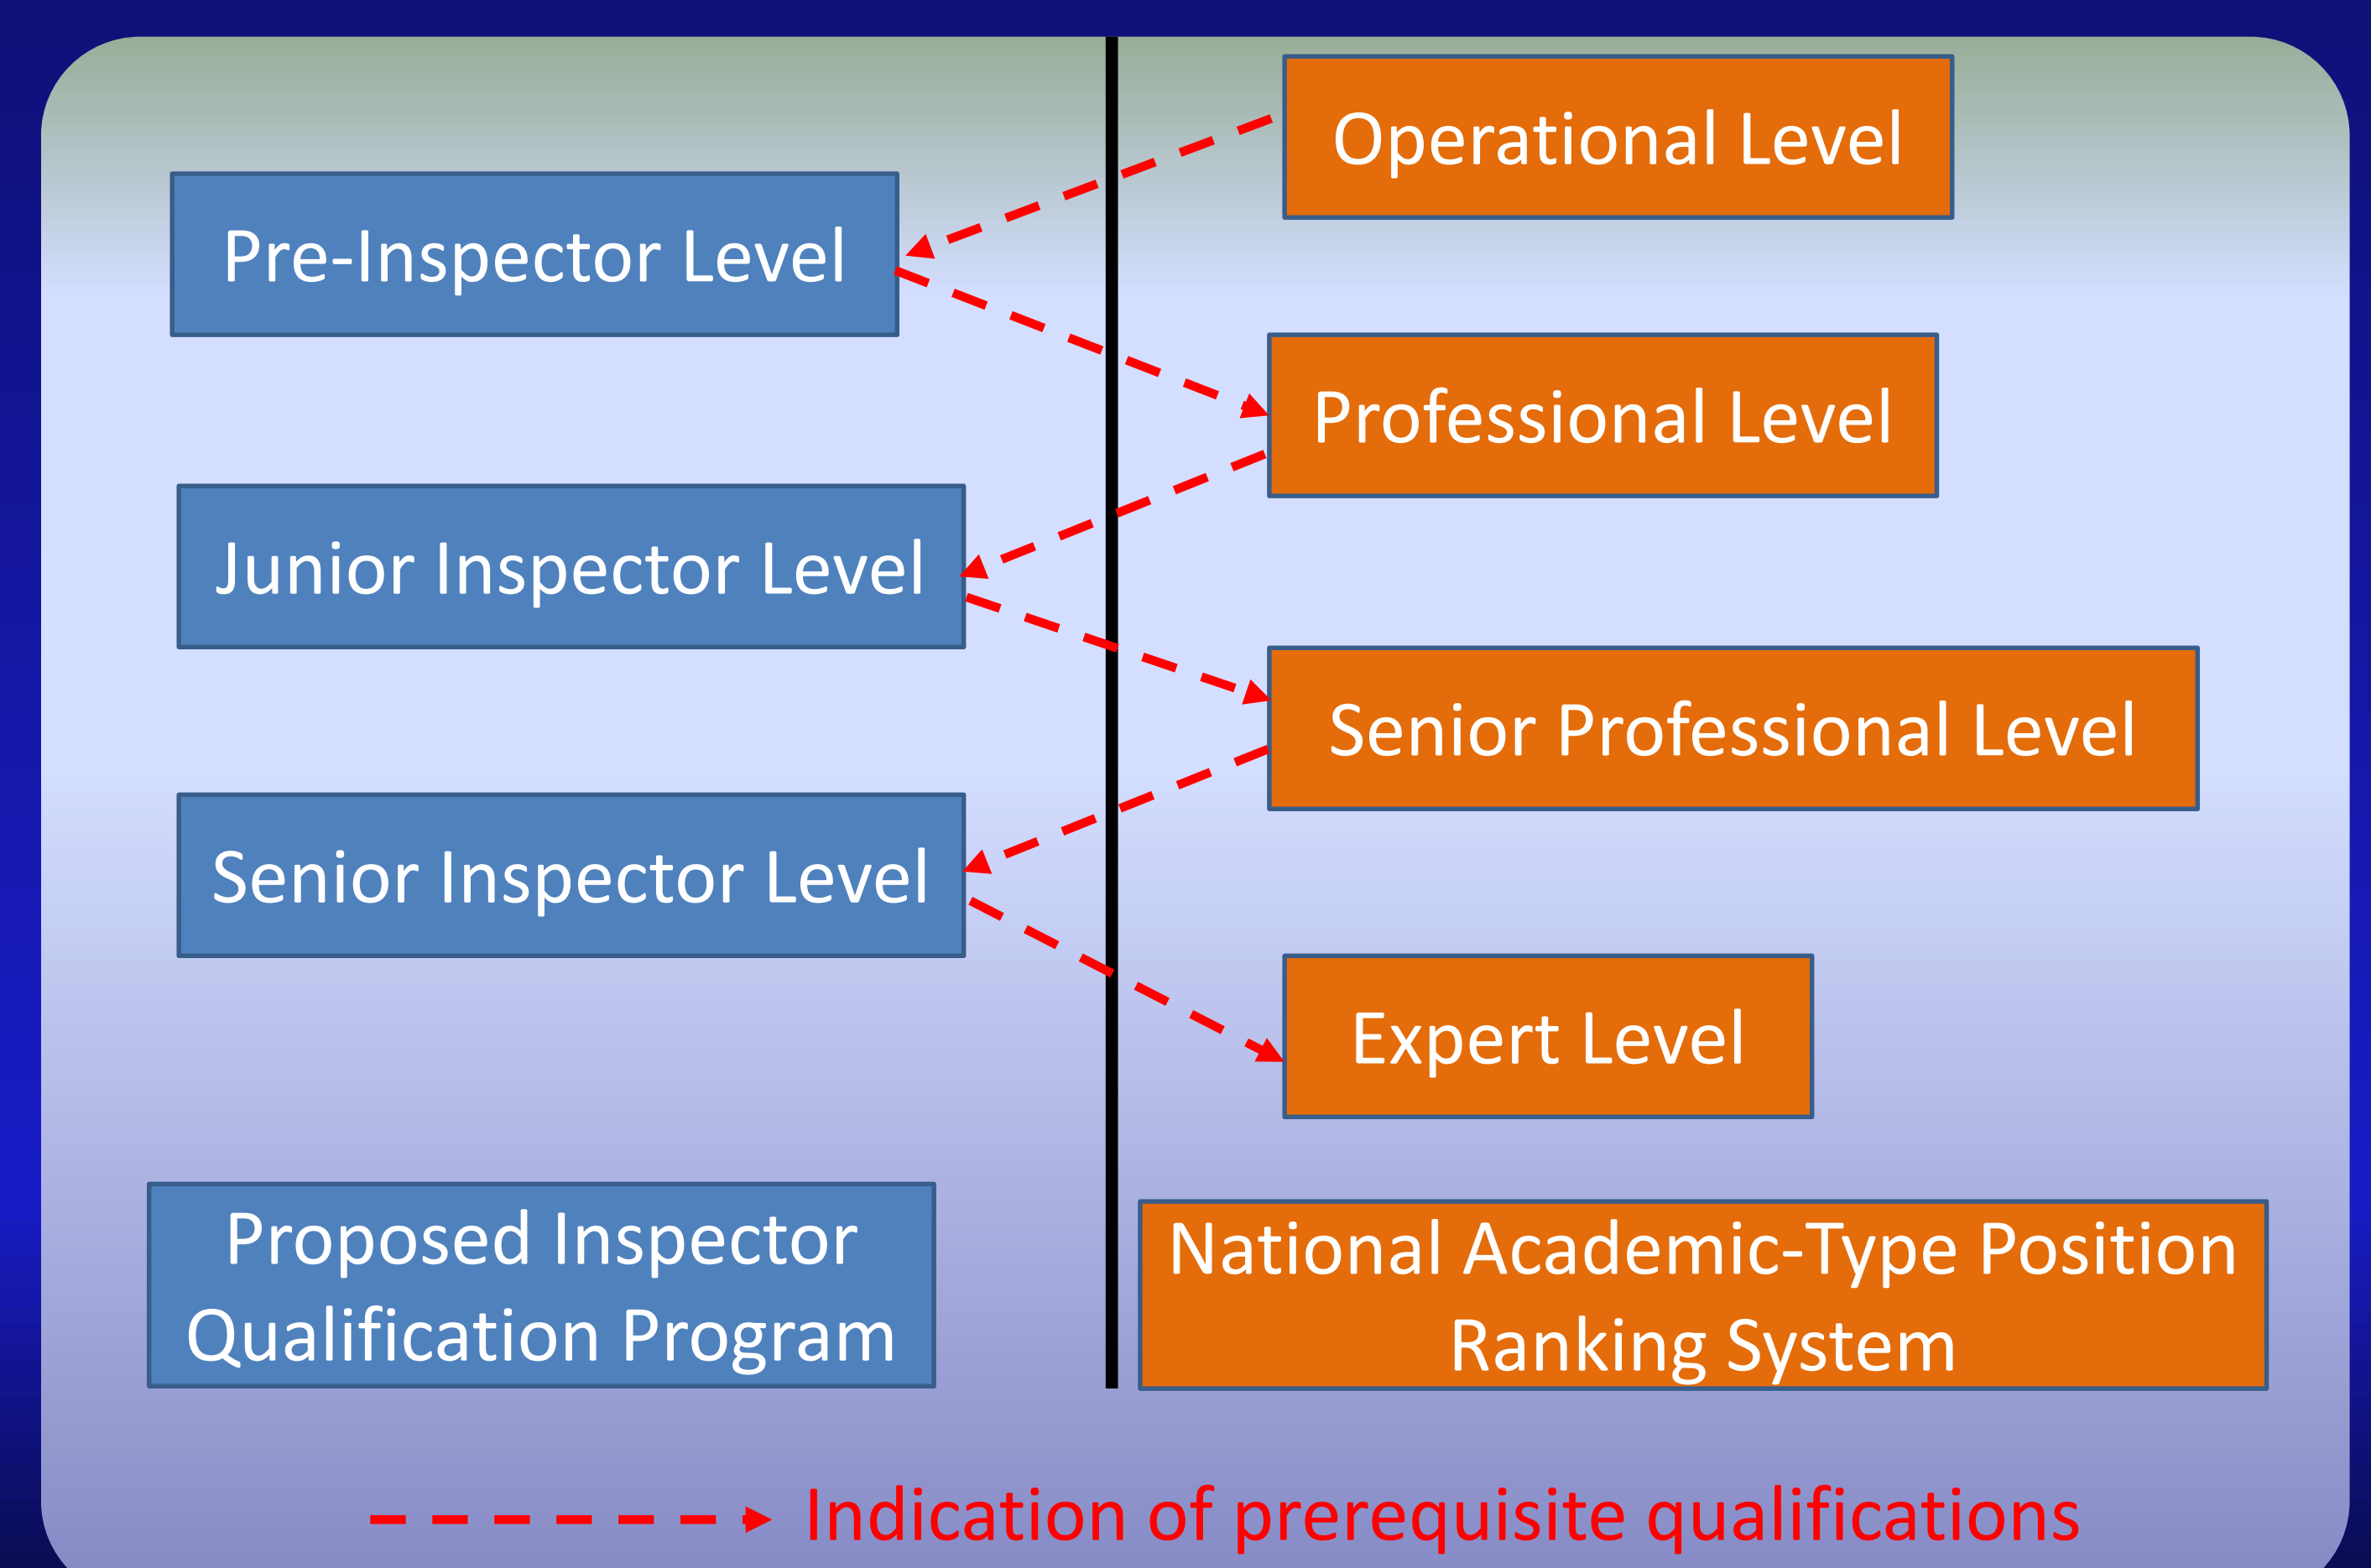 Operational Level
Pre-Inspector Level
Professional Level
Junior Inspector Level
Senior Professional Level
Senior Inspector Level
Expert Level
Proposed Inspector
Qualification Program
National Academic-Type Position
Ranking System
Indication of prerequisite qualifications